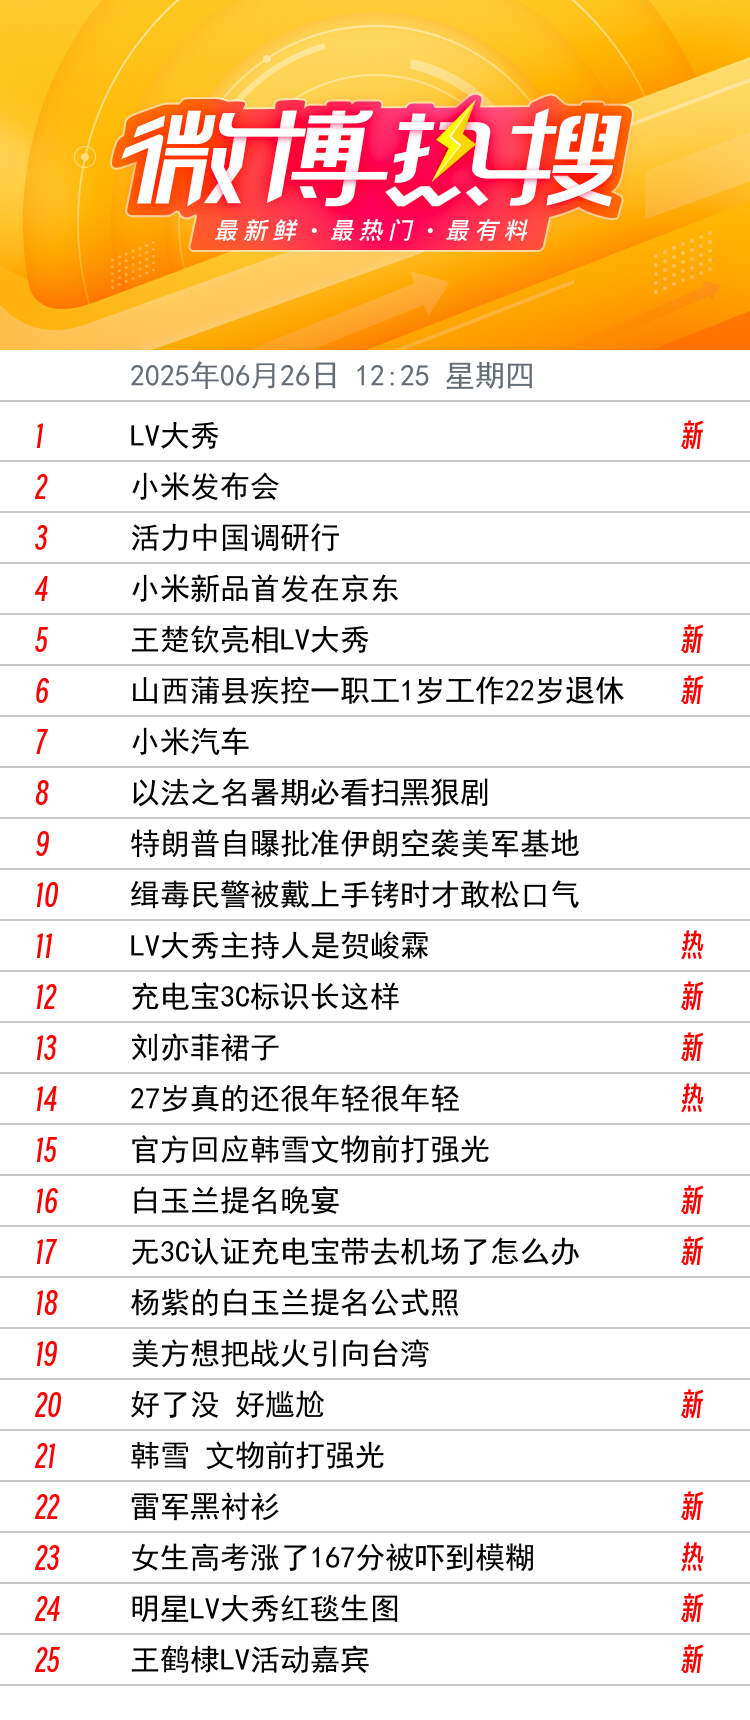 微博热搜
最新鲜·最热门·最有料
2025年06月26日 12:25 星期四
1 LV大秀 新
2 小米发布会
3 活力中国调研行
4 小米新品首发在京东
5 王楚钦亮相LV大秀 新
6 山西蒲县疾控一职工1岁工作22岁退休 新
7 小米汽车
8 以法之名暑期必看扫黑狠剧
9 特朗普自曝批准伊朗空袭美军基地
10 缉毒民警被戴上手铐时才敢松口气
11 LV大秀主持人是贺峻霖 热
12 充电宝3C标识长这样 新
13 刘亦菲裙子 新
14 27岁真的还很年轻很年轻 热
15 官方回应韩雪文物前打强光
16 白玉兰提名晚宴 新
17 无3C认证充电宝带去机场了怎么办 新
18 杨紫的白玉兰提名公式照
19 美方想把战火引向台湾
20 好了没 好尴尬 新
21 韩雪 文物前打强光
22 雷军黑衬衫 新
23 女生高考涨了167分被吓到模糊 热
24 明星LV大秀红毯生图 新
25 王鹤棣LV活动嘉宾 新